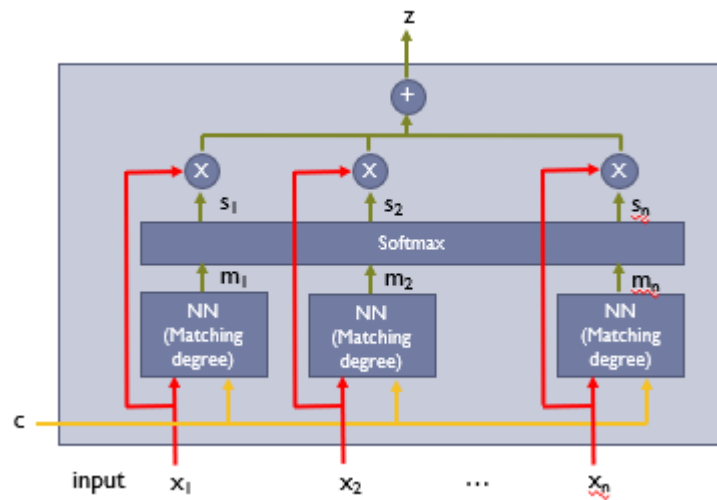 z
+
X X X
s₁ s₂ sₙ
Softmax
m₁ m₂ mₙ
NN NN NN
(Matching (Matching (Matching
degree) degree) degree)
c
input x₁ x₂ ... xₙ